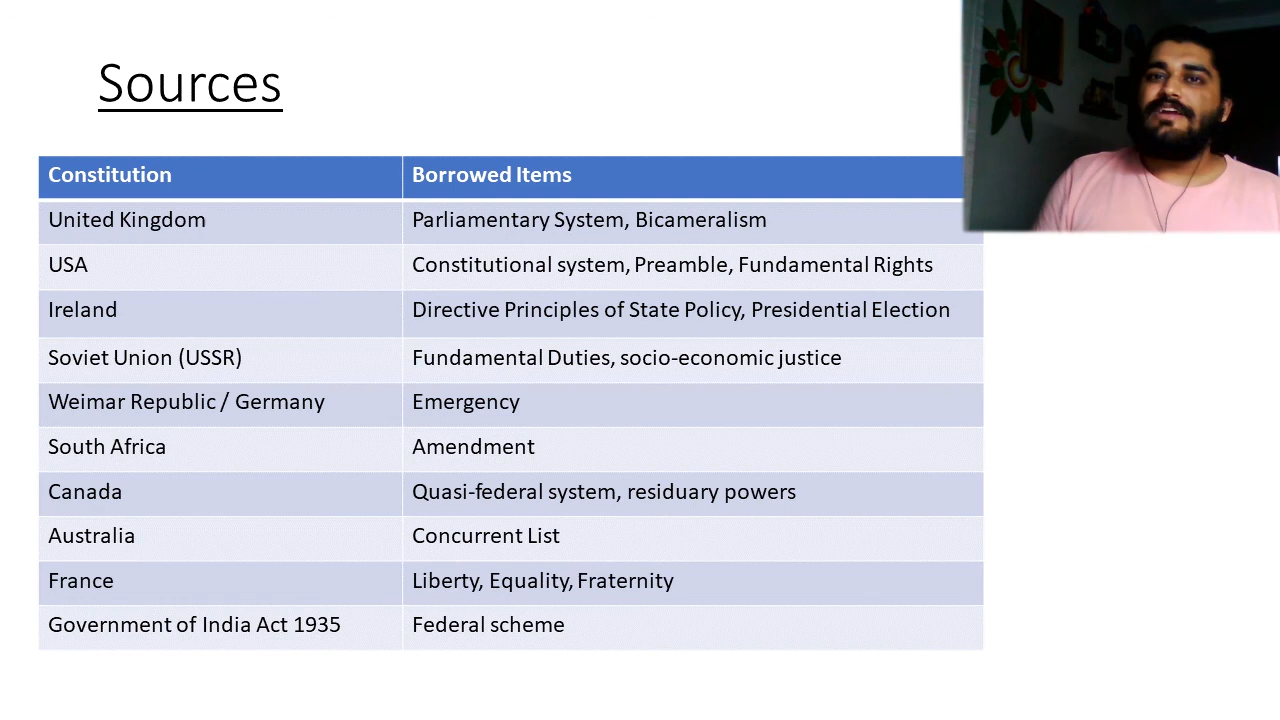 Sources
Constitution Borrowed Items
United Kingdom Parliamentary System, Bicameralism
USA Constitutional system, Preamble, Fundamental Rights
Ireland Directive Principles of State Policy, Presidential Election
Soviet Union (USSR) Fundamental Duties, socio-economic justice
Weimar Republic / Germany Emergency
South Africa Amendment
Canada Quasi-federal system, residuary powers
Australia Concurrent List
France Liberty, Equality, Fraternity
Government of India Act 1935 Federal scheme